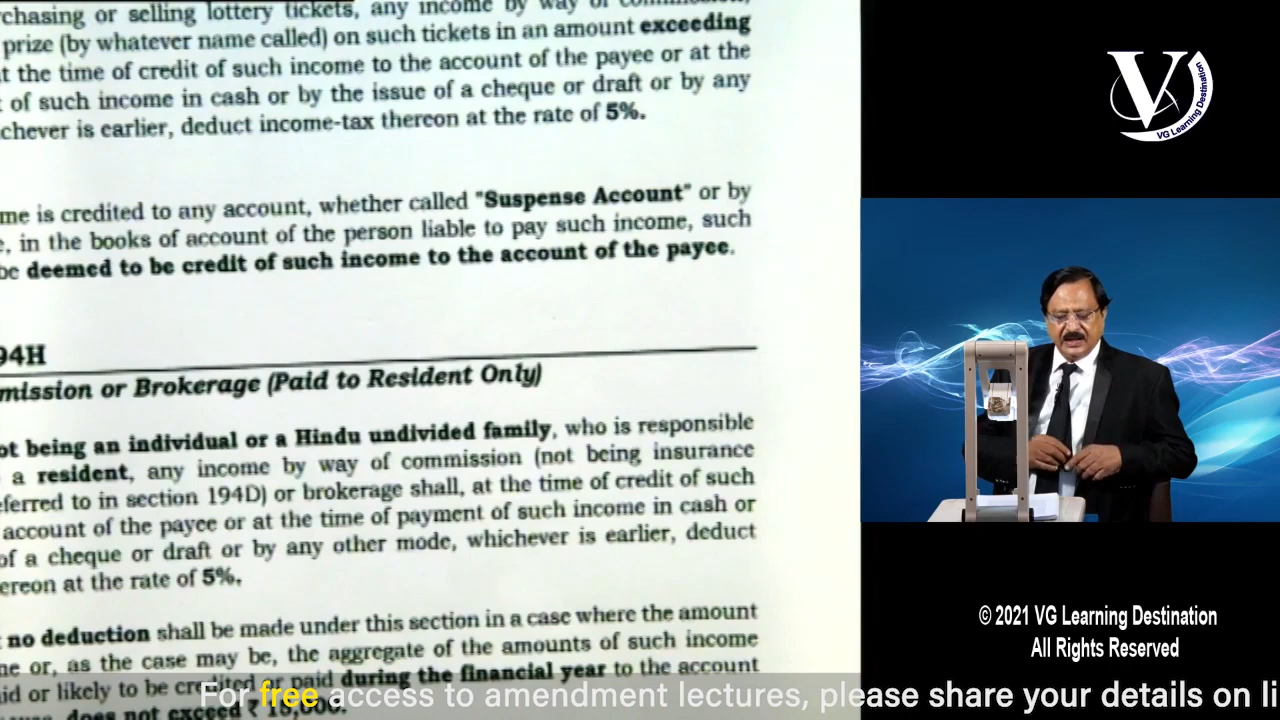 chasing or selling lottery tickets, any income by way of commission,
prize (by whatever name called) on such tickets in an amount exceeding
t the time of credit of such income to the account of the payee or at the
t of such income in cash or by the issue of a cheque or draft or by any
chever is earlier, deduct income-tax thereon at the rate of 5%.
me is credited to any account, whether called "Suspense Account" or by
e, in the books of account of the person liable to pay such income, such
be deemed to be credit of such income to the account of the payee.
94H
mission or Brokerage (Paid to Resident Only)
ot being an individual or a Hindu undivided family, who is responsible
a resident, any income by way of commission (not being insurance
eferred to in section 194D) or brokerage shall, at the time of credit of such
account of the payee or at the time of payment of such income in cash or
of a cheque or draft or by any other mode, whichever is earlier, deduct
ereon at the rate of 5%.
no deduction shall be made under this section in a case where the amount
ne or, as the case may be, the aggregate of the amounts of such income
aid or likely to be credited or paid during the financial year to the account
does not exceed ₹ 15,000.
For free access to amendment lectures, please share your details on li
V
VG Learning Destination
© 2021 VG Learning Destination
All Rights Reserved